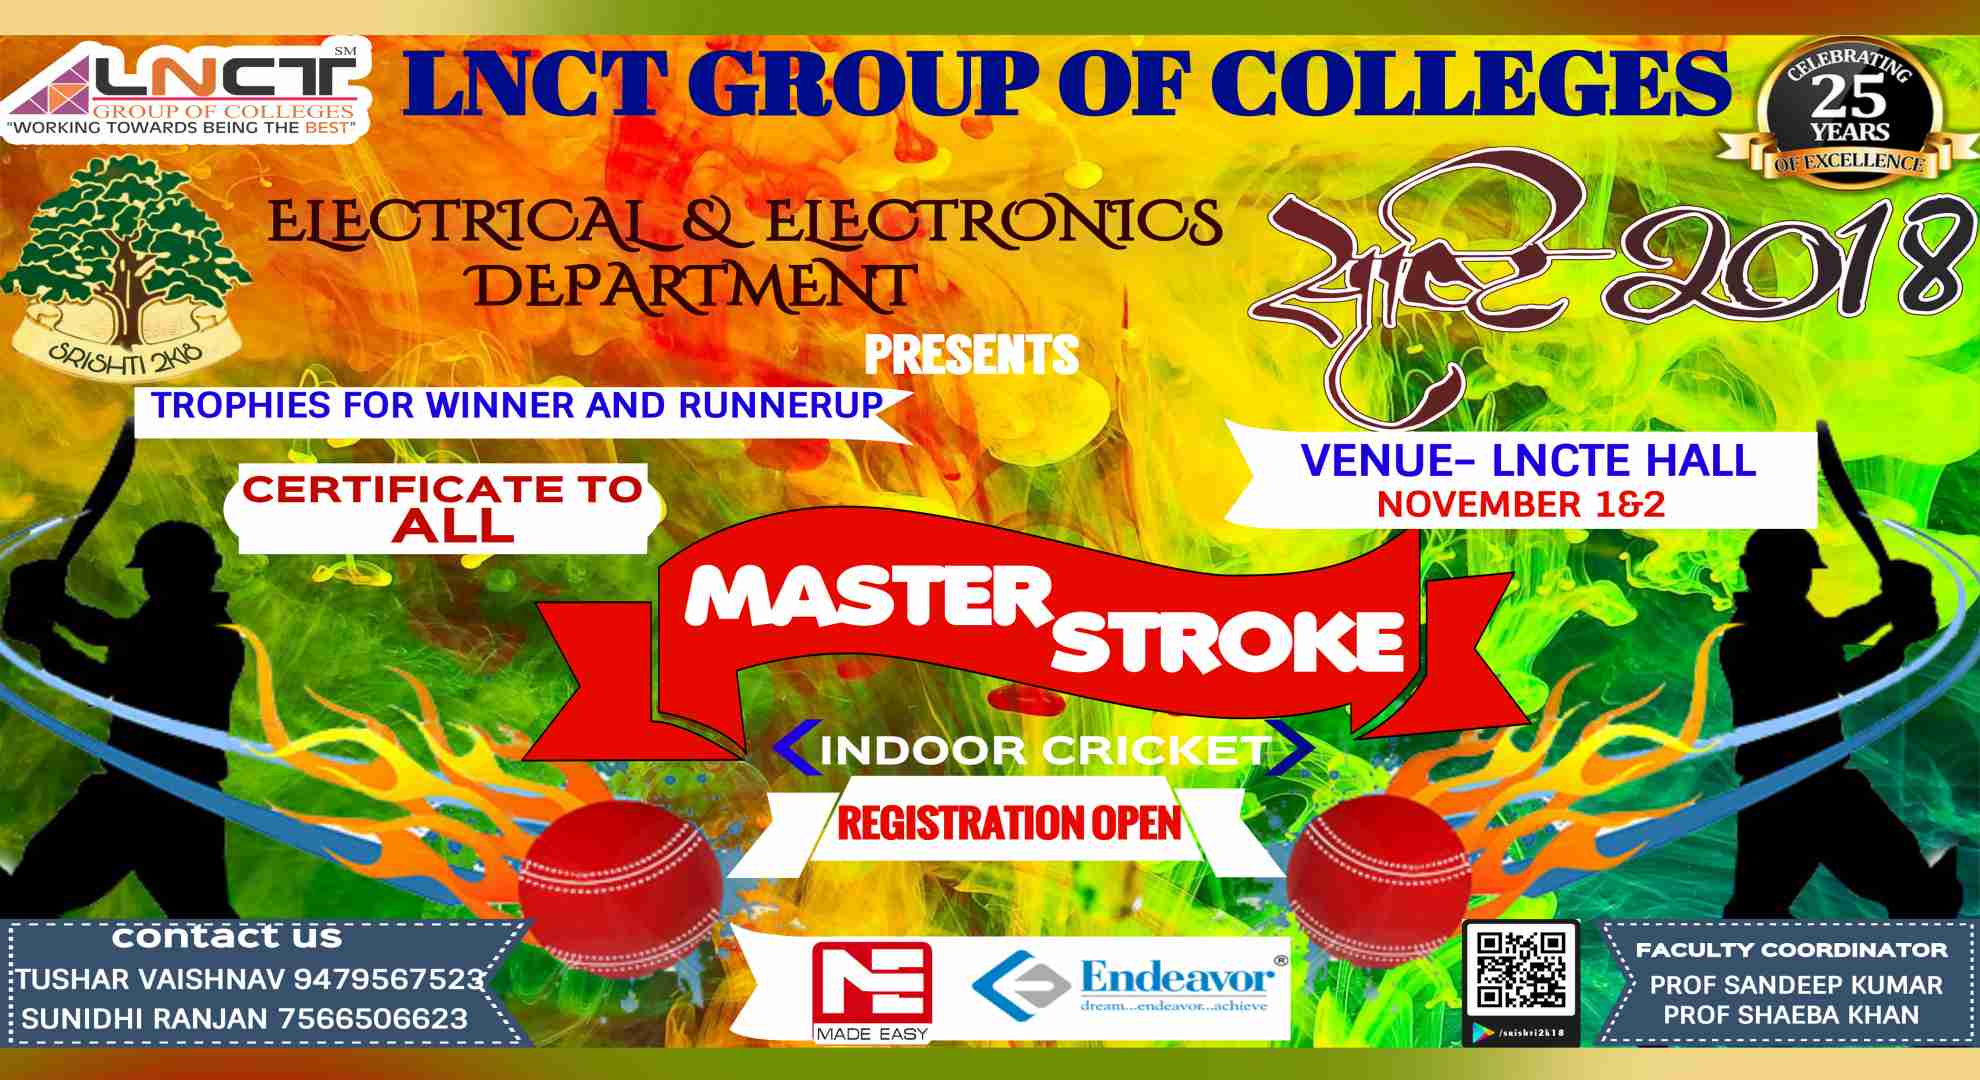 LNCT SM
GROUP OF COLLEGES
"WORKING TOWARDS BEING THE BEST"
LNCT GROUP OF COLLEGES
CELEBRATING
25
YEARS
OF EXCELLENCE
SRISHTI 2K18
ELECTRICAL & ELECTRONICS
DEPARTMENT
सृष्टि 2018
PRESENTS
TROPHIES FOR WINNER AND RUNNERUP
CERTIFICATE TO
ALL
VENUE- LNCTE HALL
NOVEMBER 1&2
MASTER
STROKE
INDOOR CRICKET
REGISTRATION OPEN
contact us
TUSHAR VAISHNAV 9479567523
SUNIDHI RANJAN 7566506623
MADE EASY
Endeavor®
dream...endeavor...achieve
FACULTY COORDINATOR
PROF SANDEEP KUMAR
PROF SHAEBA KHAN